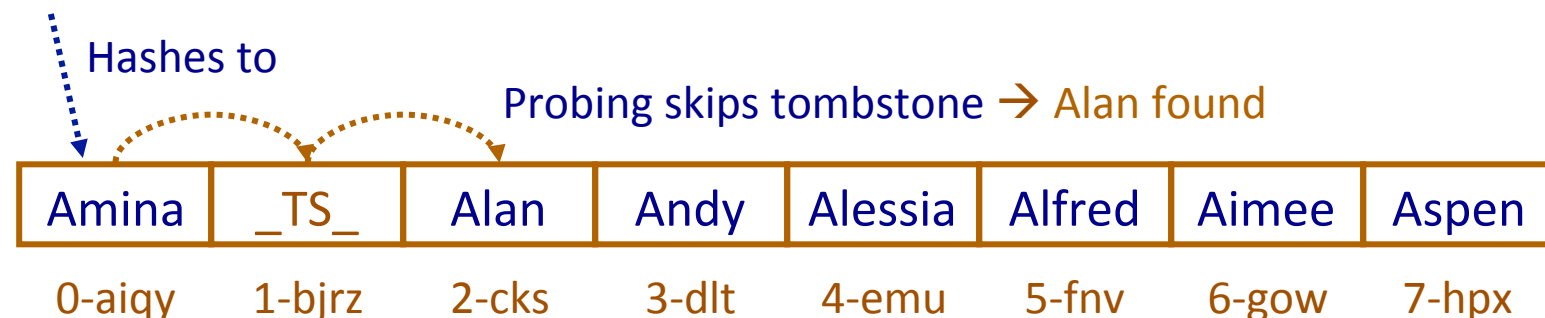 Hashes to
Probing skips tombstone → Alan found
Amina _TS_ Alan Andy Alessia Alfred Aimee Aspen
0-aiqy 1-bjrz 2-cks 3-dlt 4-emu 5-fnv 6-gow 7-hpx